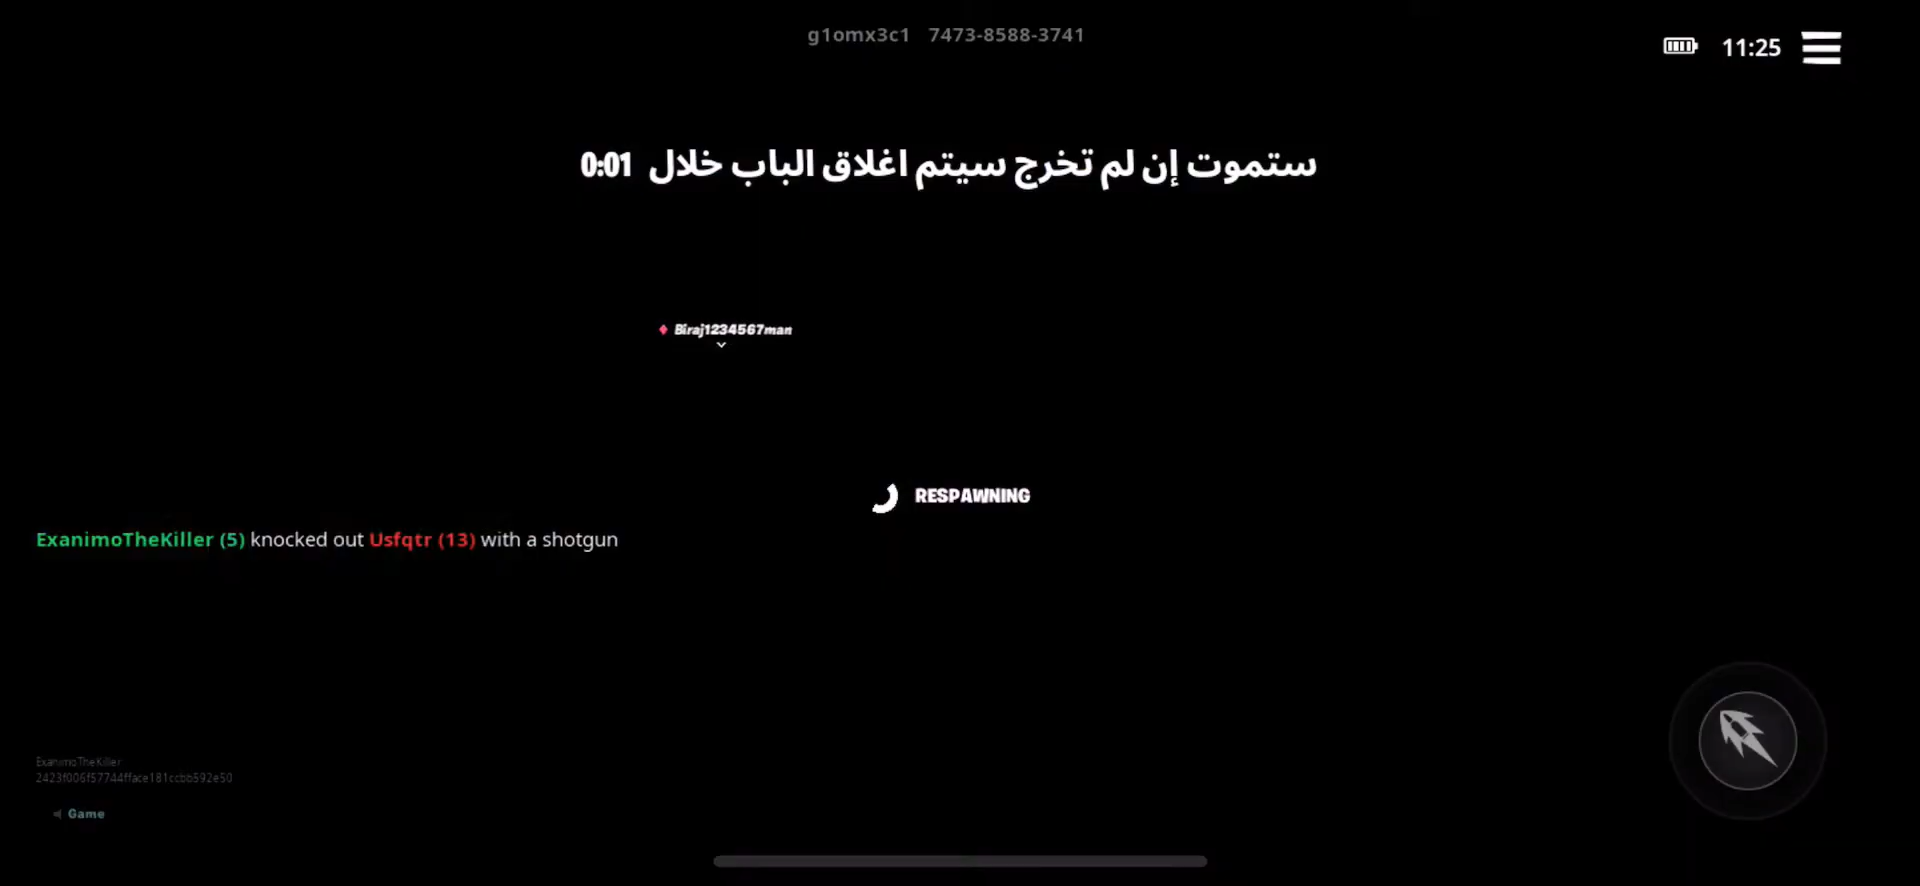 g1omx3c1 7473-8588-3741
11:25
ستموت إن لم تخرج سيتم اغلاق الباب خلال 0:01
Biraj1234567man
RESPAWNING
ExanimoTheKiller (5) knocked out Usfqtr (13) with a shotgun
ExanimoTheKiller
2423f006f57744fface181ccbb592e50
Game